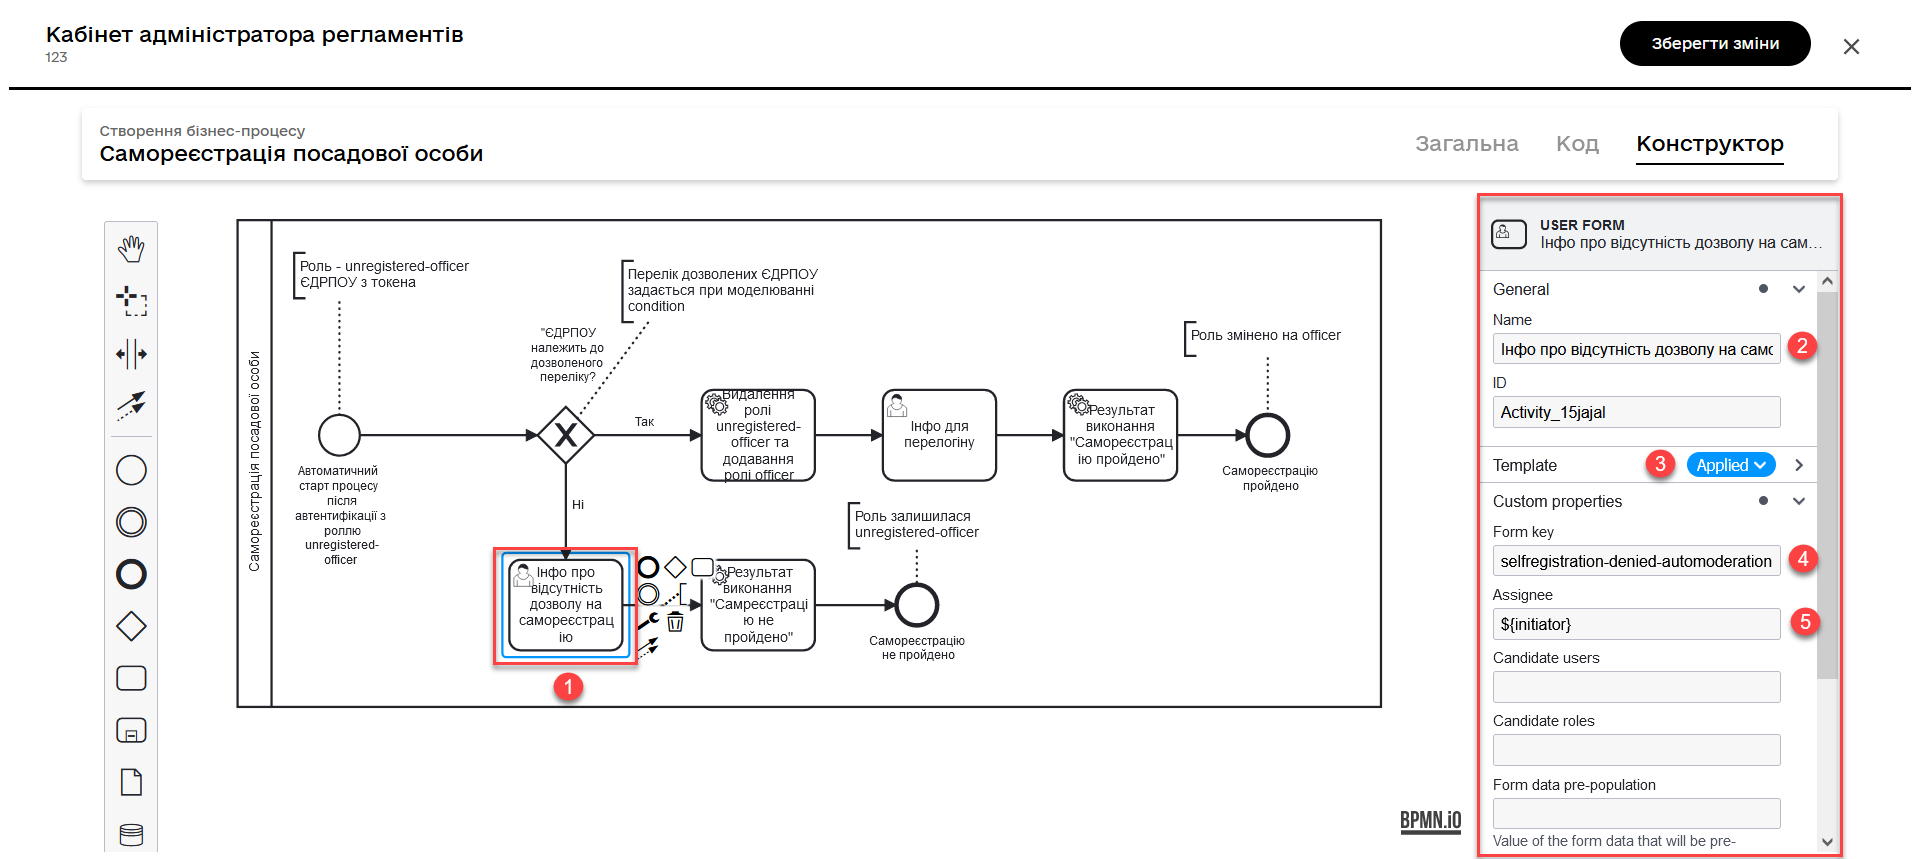 Кабінет адміністратора регламентів
123
Зберегти зміни
Створення бізнес-процесу
Самореєстрація посадової особи
Загальна
Код
Конструктор
Самореєстрація посадової особи
Роль - unregistered-officer
ЄДРПОУ з токена
Перелік дозволених ЄДРПОУ
задається при моделюванні
condition
"ЄДРПОУ
належить до
дозволеного
переліку?
Роль змінено на officer
Автоматичний
старт процесу
після
автентифікації з
роллю
unregistered-
officer
X
Так
Ні
Видалення
ролі
unregistered-
officer та
додавання
ролі officer
Інфо для
перелогіну
Результат
виконання
"Самореєстрац
ію пройдено"
Самореєстрацію
пройдено
Роль залишилася
unregistered-officer
Інфо про
відсутність
дозволу на
самореєстрац
ію
Результат
виконання
"Самреєстраці
ю не
пройдено"
Самореєстрацію
не пройдено
1
BPMN.iO
USER FORM
Інфо про відсутність дозволу на сам...
General
Name
Інфо про відсутність дозволу на само
2
ID
Activity_15jajal
Template
3
Applied
Custom properties
Form key
selfregistration-denied-automoderation
4
Assignee
${initiator}
5
Candidate users
Candidate roles
Form data pre-population
Value of the form data that will be pre-